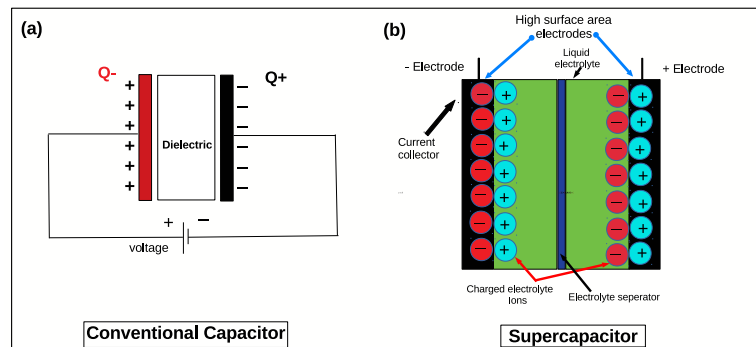 (a)
Q-
Q+
+
+
+
+
+
+
−
−
−
−
−
−
Dielectric
+ −
voltage
Conventional Capacitor
(b)
High surface area
electrodes
Liquid
electrolyte
- Electrode
+ Electrode
Current
collector
− + − +
− + − +
− + − +
− + − +
− + − +
− + − +
− + − +
Charged electrolyte
Ions
Electrolyte seperator
Supercapacitor